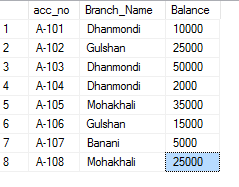 acc_no Branch_Name Balance
1 A-101 Dhanmondi 10000
2 A-102 Gulshan 25000
3 A-103 Dhanmondi 50000
4 A-104 Dhanmondi 2000
5 A-105 Mohakhali 35000
6 A-106 Gulshan 15000
7 A-107 Banani 5000
8 A-108 Mohakhali 25000